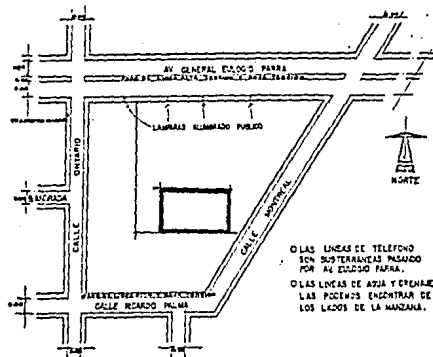 AV. GENERAL EULOGIO PARRA
LAMPARAS ALUMBRADO PUBLICO
CALLE ONTARIO
CALLE MONTREAL
NORTE
CALLE RICARDO PALMA
O LAS LINEAS DE TELEFONO
SON SUBTERRANEAS PASANDO
POR AV. EULOGIO PARRA.
O LAS LINEAS DE AGUA Y DRENAJE
LAS PODEMOS ENCONTRAR DE
LOS LADOS DE LA MANZANA.